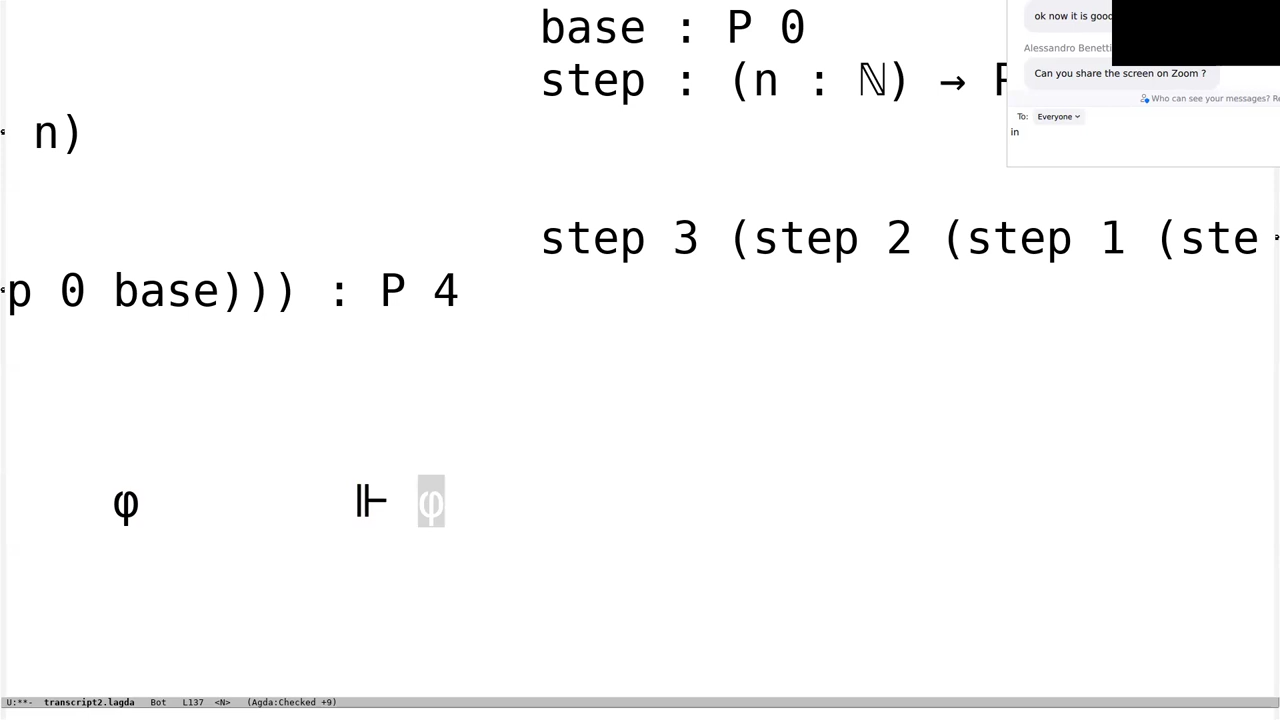 base : P 0
step : (n : ℕ) →
n)
step 3 (step 2 (step 1 (ste
p 0 base))) : P 4
φ ⊩ φ
U:**- transcript2.lagda Bot L137 <N> (Agda:Checked +9)
ok now it is good
Alessandro Benetti
Can you share the screen on Zoom ?
Who can see your messages?
To: Everyone
in